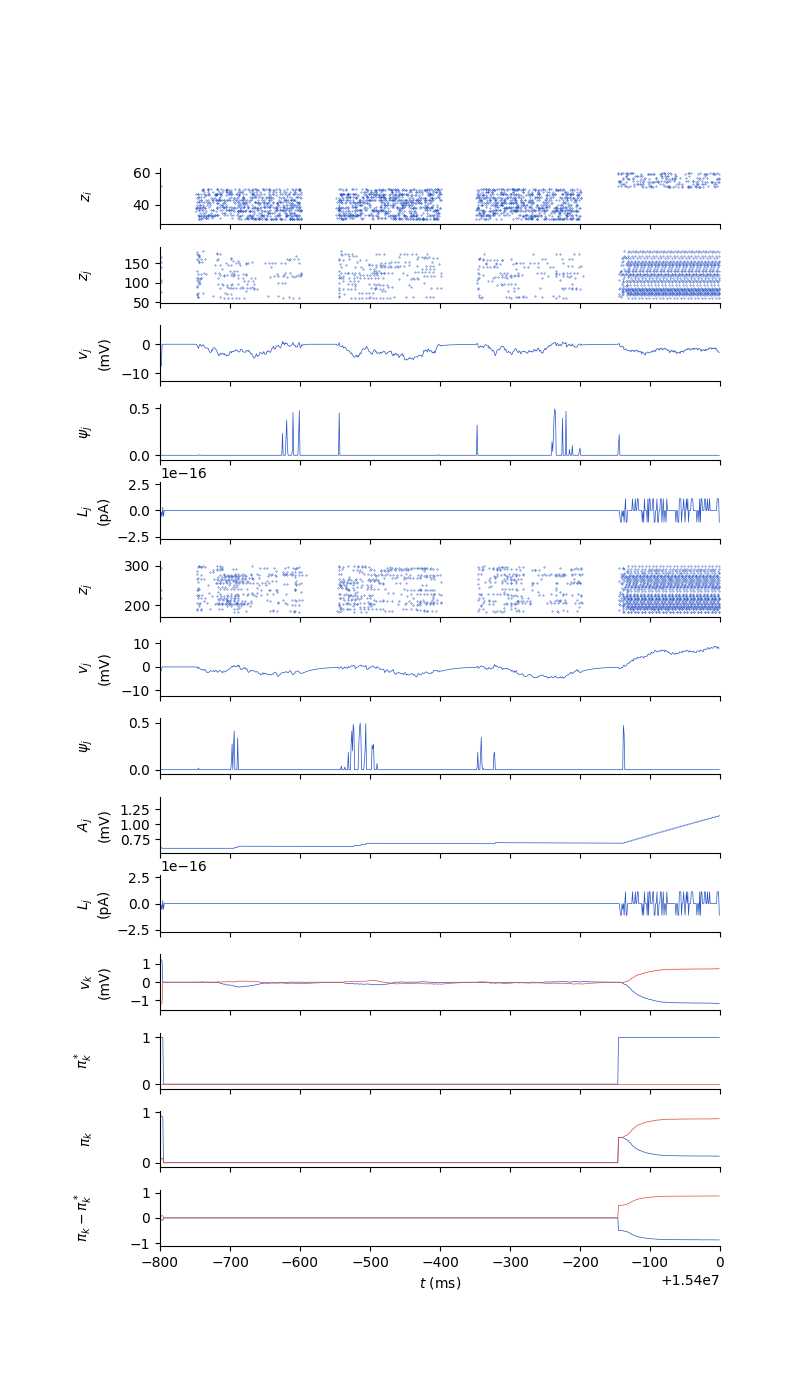 60
40
z_i
150
100
50
z_j
0
−10
v_j
(mV)
0.5
0.0
ψ_j
1e−16
2.5
0.0
−2.5
L_j
(pA)
300
200
z_j
10
0
−10
v_j
(mV)
0.5
0.0
ψ_j
1.25
1.00
0.75
A_j
(mV)
1e−16
2.5
0.0
−2.5
L_j
(pA)
1
0
−1
v_k
(mV)
1
0
π_k^*
1
0
π_k
1
0
−1
π_k − π_k^*
−800 −700 −600 −500 −400 −300 −200 −100 0
t (ms)
+1.54e7